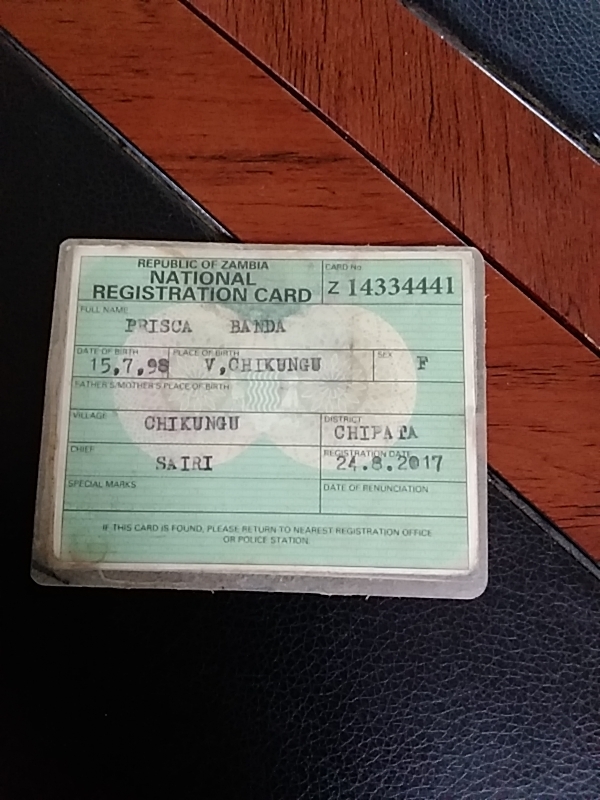 REPUBLIC OF ZAMBIA
NATIONAL
REGISTRATION CARD
CARD No
Z 14334441
FULL NAME
PRISCA BANDA
DATE OF BIRTH PLACE OF BIRTH SEX
15,7,98 V,CHIKUNGU F
FATHER'S/MOTHER'S PLACE OF BIRTH
VILLAGE CHIKUNGU
DISTRICT
CHIPATA
CHIEF SAIRI
REGISTRATION DATE
24.8.2017
SPECIAL MARKS
DATE OF RENUNCIATION
IF THIS CARD IS FOUND, PLEASE RETURN TO NEAREST REGISTRATION OFFICE
OR POLICE STATION.